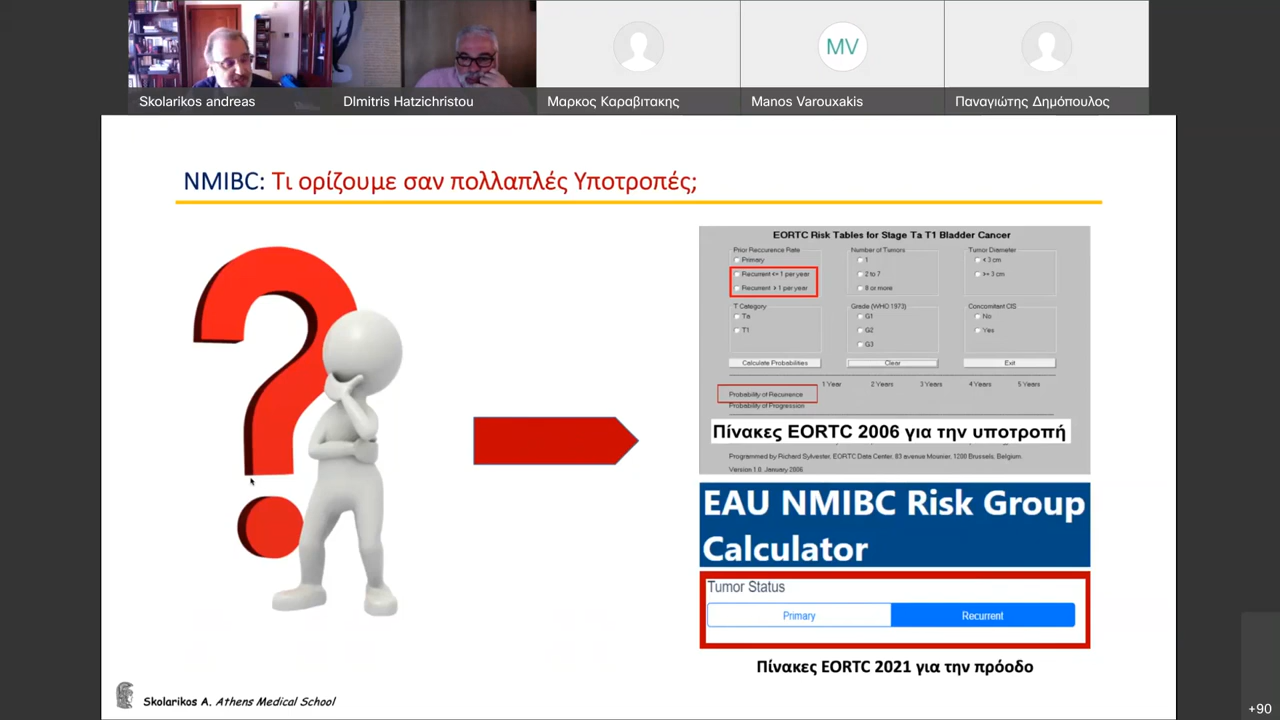 Skolarikos andreas
DImitris Hatzichristou
Μαρκος Καραβιτακης
MV
Manos Varouxakis
Παναγιώτης Δημόπουλος
NMIBC: Τι ορίζουμε σαν πολλαπλές Υποτροπές;
EORTC Risk Tables for Stage Ta T1 Bladder Cancer
Prior Reccurence Rate
Primary
Recurrent <= 1 per year
Recurrent > 1 per year
Number of Tumors
1
2 to 7
8 or more
Tumor Diameter
< 3 cm
>= 3 cm
T Category
Ta
T1
Grade (WHO 1973)
G1
G2
G3
Concomitant CIS
No
Yes
Calculate Probabilities
Clear
Exit
1 Year 2 Years 3 Years 4 Years 5 Years
Probability of Recurrence
Probability of Progression
Πίνακες EORTC 2006 για την υποτροπή
Programmed by Richard Sylvester, EORTC Data Center, 83 avenue Mounier, 1200 Brussels, Belgium.
Version 1.0, January 2006
EAU NMIBC Risk Group
Calculator
Tumor Status
Primary
Recurrent
Πίνακες EORTC 2021 για την πρόοδο
Skolarikos A. Athens Medical School
+90